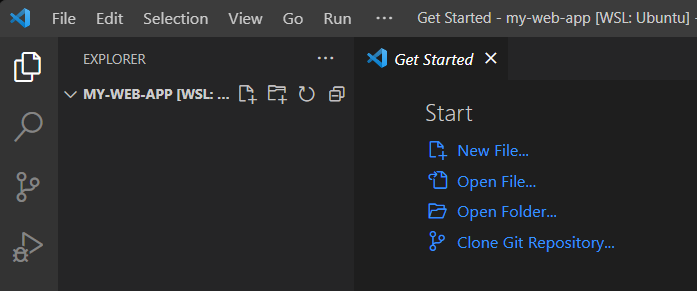 File Edit Selection View Go Run ··· Get Started - my-web-app [WSL: Ubuntu] -
EXPLORER ···
MY-WEB-APP [WSL: ...
Get Started
Start
New File...
Open File...
Open Folder...
Clone Git Repository...